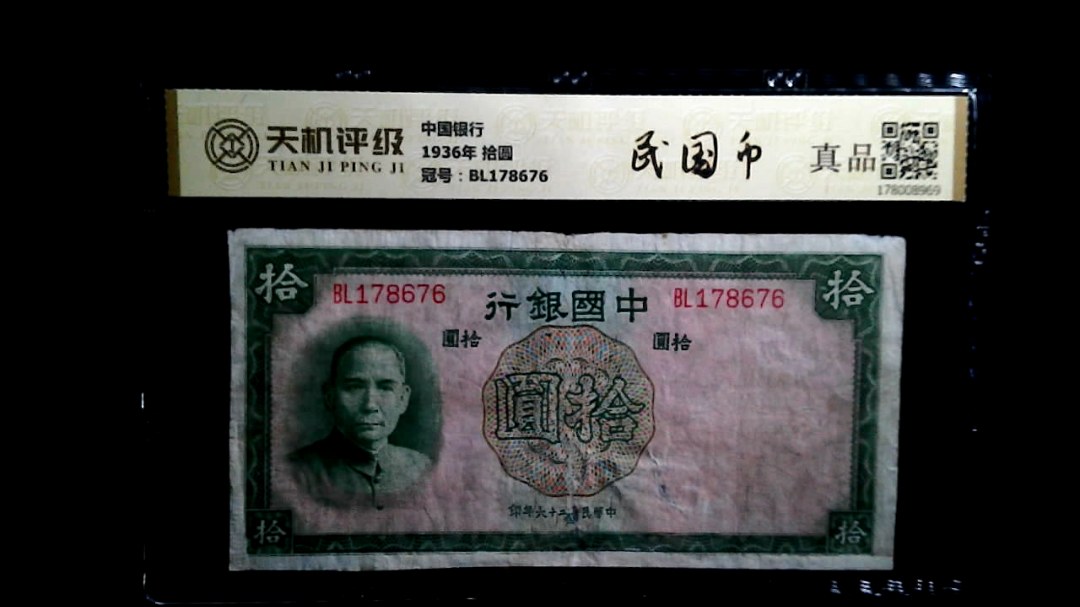 天机评级
TIAN JI PING JI
中国银行
1936年 拾圆
冠号：BL178676
民国币
真品
178008969
拾
拾
BL178676
行銀國中
BL178676
圓拾
圓拾
圓拾
印年六十二國民華中
拾
拾